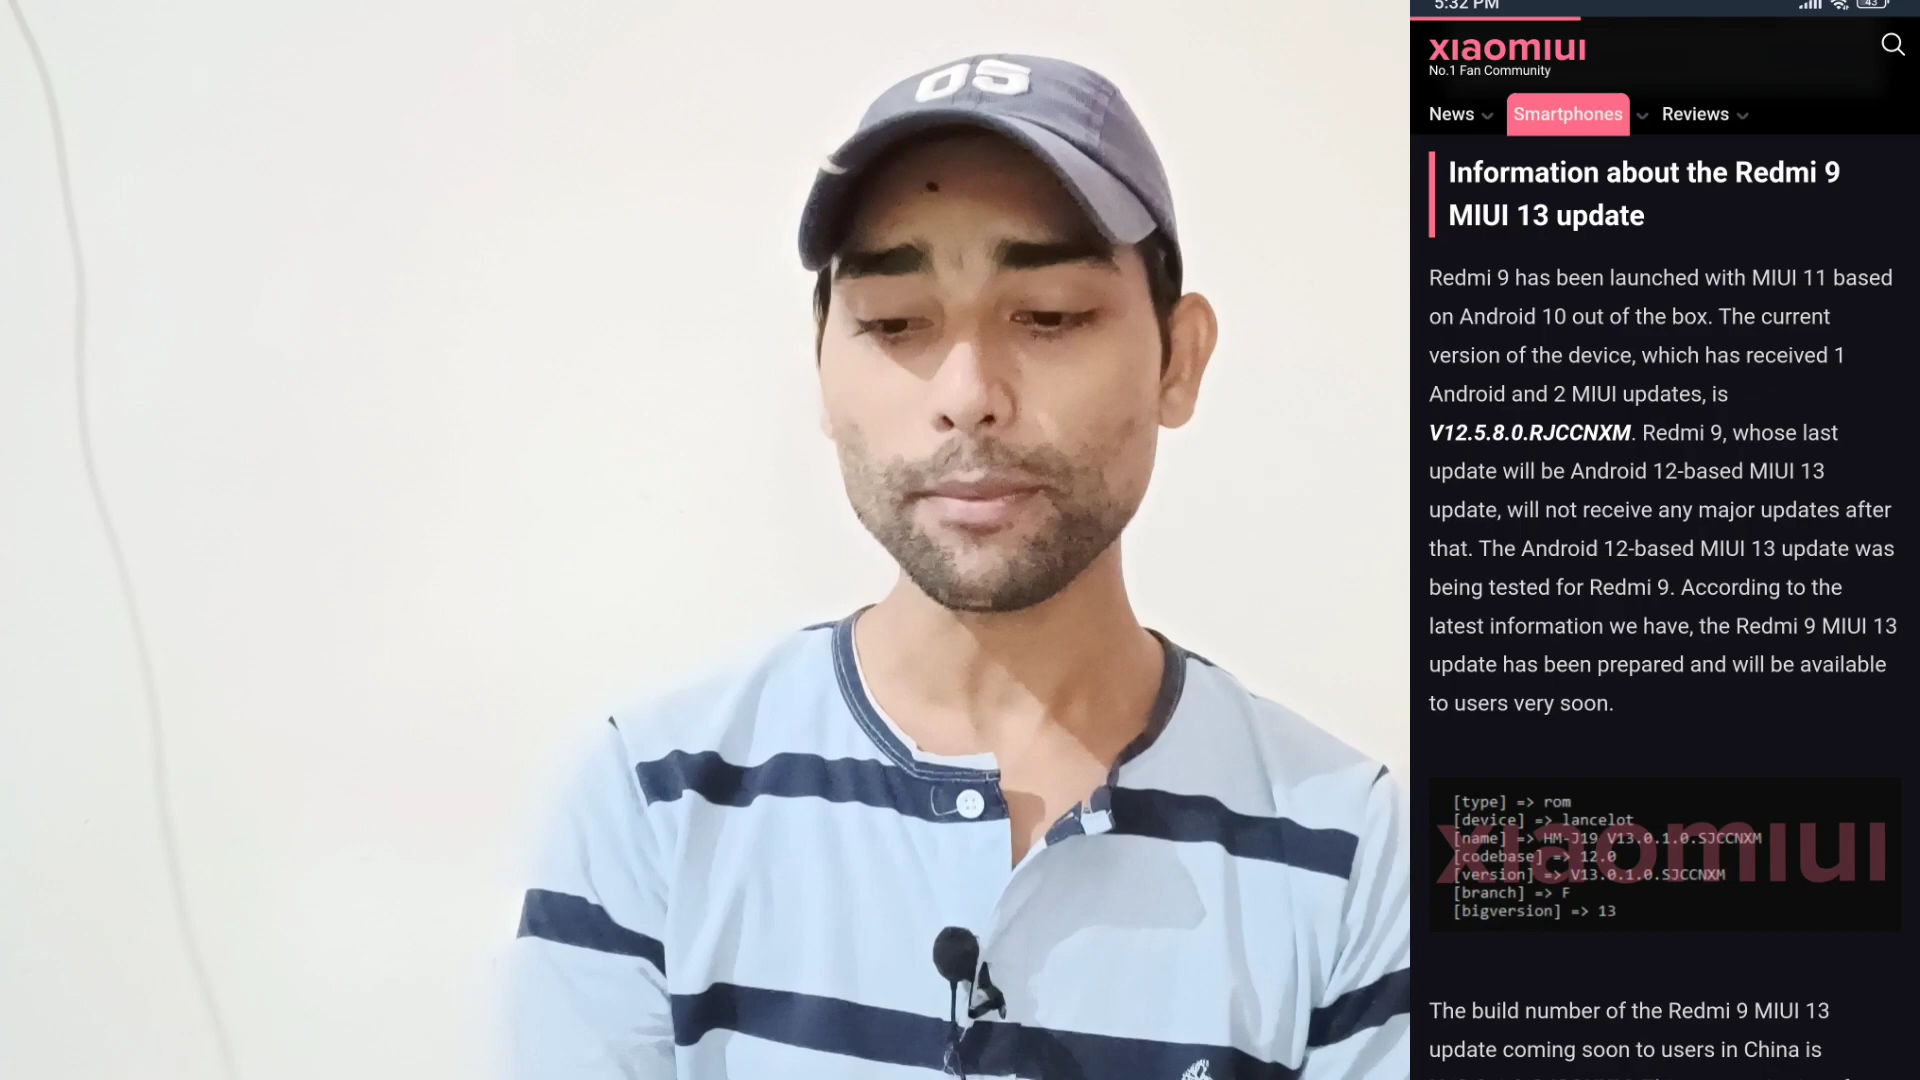 05
5:32 PM
43
xiaomiui
No.1 Fan Community
News
Smartphones
Reviews
Information about the Redmi 9
MIUI 13 update
Redmi 9 has been launched with MIUI 11 based
on Android 10 out of the box. The current
version of the device, which has received 1
Android and 2 MIUI updates, is
V12.5.8.0.RJCCNXM. Redmi 9, whose last
update will be Android 12-based MIUI 13
update, will not receive any major updates after
that. The Android 12-based MIUI 13 update was
being tested for Redmi 9. According to the
latest information we have, the Redmi 9 MIUI 13
update has been prepared and will be available
to users very soon.
[type] => rom
[device] => lancelot
[name] => HM-J19 V13.0.1.0.SJCCNXM
[codebase] => 12.0
[version] => V13.0.1.0.SJCCNXM
[branch] => F
[bigversion] => 13
xiaomiui
The build number of the Redmi 9 MIUI 13
update coming soon to users in China is